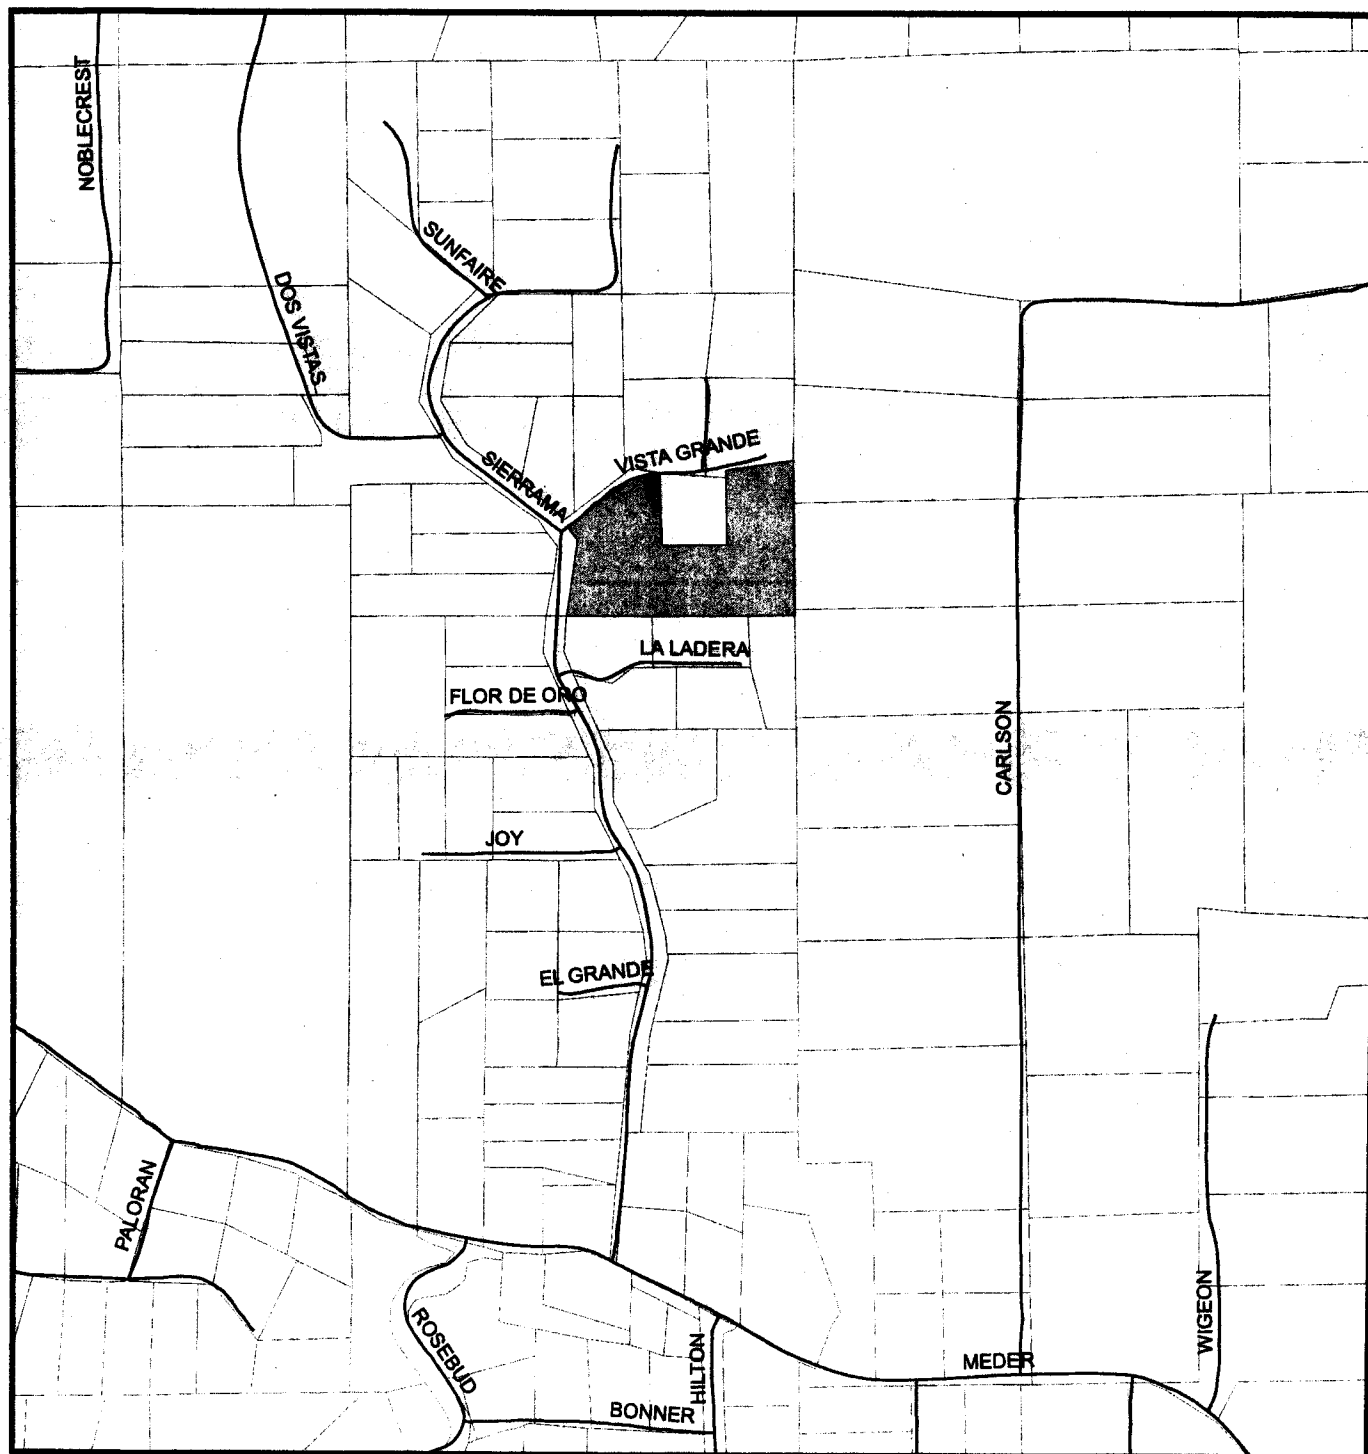 NOBLECREST
SUNFAIRE
DOS VISTAS
VISTA GRANDE
SIERRAMA
LA LADERA
FLOR DE ORO
CARLSON
JOY
EL GRANDE
PALORAN
WIGEON
ROSEBUD
HILTON
MEDER
BONNER